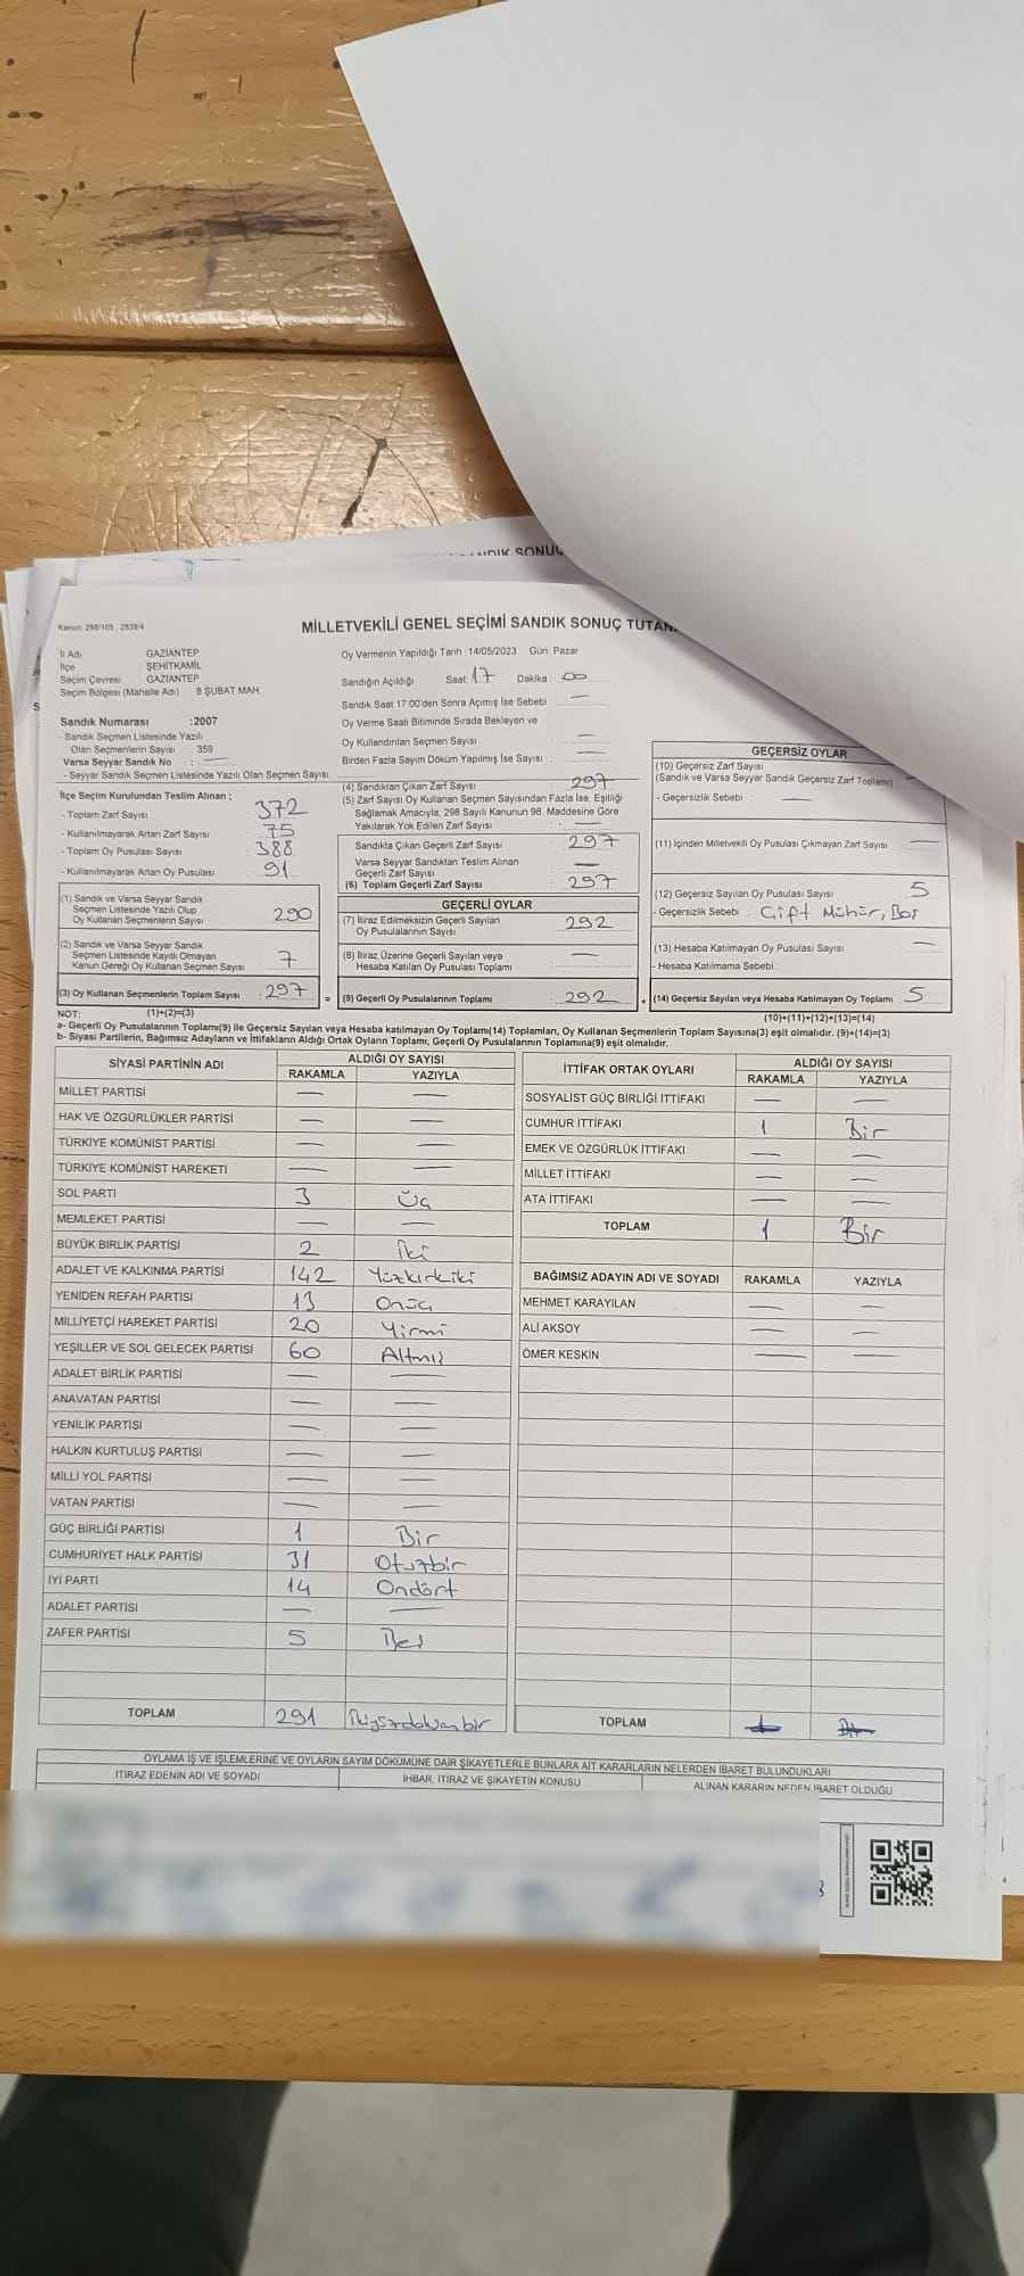 NDIK SONUÇ
Kanun: 298/105 , 2839/4
MİLLETVEKİLİ GENEL SEÇİMİ SANDIK SONUÇ TUTAN
İl Adı GAZİANTEP
İlçe ŞEHİTKAMİL
Seçim Çevresi GAZİANTEP
Seçim Bölgesi (Mahalle Adı) 8 ŞUBAT MAH.
Oy Vermenin Yapıldığı Tarih : 14/05/2023 Gün: Pazar
Sandığın Açıldığı Saat: 17 Dakika : 00
Sandık Saat 17:00'den Sonra Açımış İse Sebebi —
Oy Verme Saati Bitiminde Sırada Bekleyen ve
Oy Kullandırılan Seçmen Sayısı : —
Birden Fazla Sayım Döküm Yapılmış İse Sayısı : —
Sandık Numarası :2007
- Sandık Seçmen Listesinde Yazılı
Olan Seçmenlerin Sayısı 359
Varsa Seyyar Sandık No : —
- Seyyar Sandık Seçmen Listesinde Yazılı Olan Seçmen Sayısı
İlçe Seçim Kurulundan Teslim Alınan :
- Toplam Zarf Sayısı 372
- Kullanılmayarak Artan Zarf Sayısı 75
- Toplam Oy Pusulası Sayısı 388
- Kullanılmayarak Artan Oy Pusulası 91
(4) Sandıktan Çıkan Zarf Sayısı 297
(5) Zarf Sayısı Oy Kullanan Seçmen Sayısından Fazla İse, Eşitliği
Sağlamak Amacıyla, 298 Sayılı Kanunun 98. Maddesine Göre
Yakılarak Yok Edilen Zarf Sayısı : —
Sandıkta Çıkan Geçerli Zarf Sayısı : 297
Varsa Seyyar Sandıktan Teslim Alınan
Geçerli Zarf Sayısı —
(6) Toplam Geçerli Zarf Sayısı : 297
GEÇERSİZ OYLAR
(10) Geçersiz Zarf Sayısı
(Sandık ve Varsa Seyyar Sandık Geçersiz Zarf Toplamı)
- Geçersizlik Sebebi : —
(11) İçinden Milletvekili Oy Pusulası Çıkmayan Zarf Sayısı —
(12) Geçersiz Sayılan Oy Pusulası Sayısı 5
- Geçersizlik Sebebi : Çift Mühür, Boş
(13) Hesaba Katılmayan Oy Pusulası Sayısı —
- Hesaba Katılmama Sebebi:
(14) Geçersiz Sayılan veya Hesaba Katılmayan Oy Toplamı 5
(1) Sandık ve Varsa Seyyar Sandık
Seçmen Listesinde Yazılı Olup
Oy Kullanan Seçmenlerin Sayısı 290
(2) Sandık ve Varsa Seyyar Sandık
Seçmen Listesinde Kayıtlı Olmayan
Kanun Gereği Oy Kullanan Seçmen Sayısı 7
(3) Oy Kullanan Seçmenlerin Toplam Sayısı : 297 =
GEÇERLİ OYLAR
(7) İtiraz Edilmeksizin Geçerli Sayılan
Oy Pusulalarının Sayısı : 292
(8) İtiraz Üzerine Geçerli Sayılan veya
Hesaba Katılan Oy Pusulası Toplamı : —
(9) Geçerli Oy Pusulalarının Toplamı : 292 +
NOT: (1)+(2)=(3) (10)+(11)+(12)+(13)=(14)
a- Geçerli Oy Pusulalarının Toplamı(9) ile Geçersiz Sayılan veya Hesaba katılmayan Oy Toplamı(14) Toplamları, Oy Kullanan Seçmenlerin Toplam Sayısına(3) eşit olmalıdır. (9)+(14)=(3)
b- Siyasi Partilerin, Bağımsız Adayların ve İttifakların Aldığı Ortak Oyların Toplamı, Geçerli Oy Pusulalarının Toplamına(9) eşit olmalıdır.
SİYASİ PARTİNİN ADI ALDIĞI OY SAYISI
RAKAMLA YAZIYLA
MİLLET PARTİSİ — —
HAK VE ÖZGÜRLÜKLER PARTİSİ — —
TÜRKİYE KOMÜNİST PARTİSİ — —
TÜRKİYE KOMÜNİST HAREKETİ — —
SOL PARTİ 3 Üç
MEMLEKET PARTİSİ — —
BÜYÜK BİRLİK PARTİSİ 2 İki
ADALET VE KALKINMA PARTİSİ 142 Yüzkırkiki
YENİDEN REFAH PARTİSİ 13 Onüç
MİLLİYETÇİ HAREKET PARTİSİ 20 Yirmi
YEŞİLLER VE SOL GELECEK PARTİSİ 60 Altmış
ADALET BİRLİK PARTİSİ — —
ANAVATAN PARTİSİ — —
YENİLİK PARTİSİ — —
HALKIN KURTULUŞ PARTİSİ — —
MİLLİ YOL PARTİSİ — —
VATAN PARTİSİ — —
GÜÇ BİRLİĞİ PARTİSİ 1 Bir
CUMHURİYET HALK PARTİSİ 31 Otuzbir
İYİ PARTİ 14 Ondört
ADALET PARTİSİ — —
ZAFER PARTİSİ 5 Beş
TOPLAM 291 İkiyüzdoksanbir
İTTİFAK ORTAK OYLARI ALDIĞI OY SAYISI
RAKAMLA YAZIYLA
SOSYALİST GÜÇ BİRLİĞİ İTTİFAKI — —
CUMHUR İTTİFAKI 1 Bir
EMEK VE ÖZGÜRLÜK İTTİFAKI — —
MİLLET İTTİFAKI — —
ATA İTTİFAKI — —
TOPLAM 1 Bir
BAĞIMSIZ ADAYIN ADI VE SOYADI RAKAMLA YAZIYLA
MEHMET KARAYILAN — —
ALİ AKSOY — —
ÖMER KESKİN — —
TOPLAM
OYLAMA İŞ VE İŞLEMLERİNE VE OYLARIN SAYIM DÖKÜMÜNE DAİR ŞİKAYETLERLE BUNLARA AİT KARARLARIN NELERDEN İBARET BULUNDUKLARI
İTİRAZ EDENİN ADI VE SOYADI İHBAR, İTİRAZ VE ŞİKAYETİN KONUSU ALINAN KARARIN NEDEN İBARET OLDUĞU